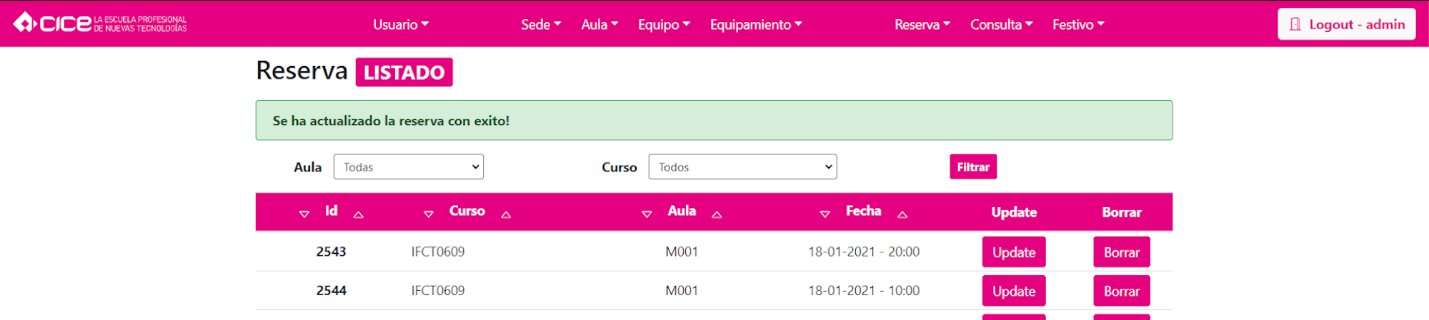 CICE LA ESCUELA PROFESIONAL
DE NUEVAS TECNOLOGÍAS
Usuario Sede Aula Equipo Equipamiento Reserva Consulta Festivo Logout - admin
Reserva LISTADO
Se ha actualizado la reserva con exito!
Aula Todas Curso Todos Filtrar
Id Curso Aula Fecha Update Borrar
2543 IFCT0609 M001 18-01-2021 - 20:00 Update Borrar
2544 IFCT0609 M001 18-01-2021 - 10:00 Update Borrar